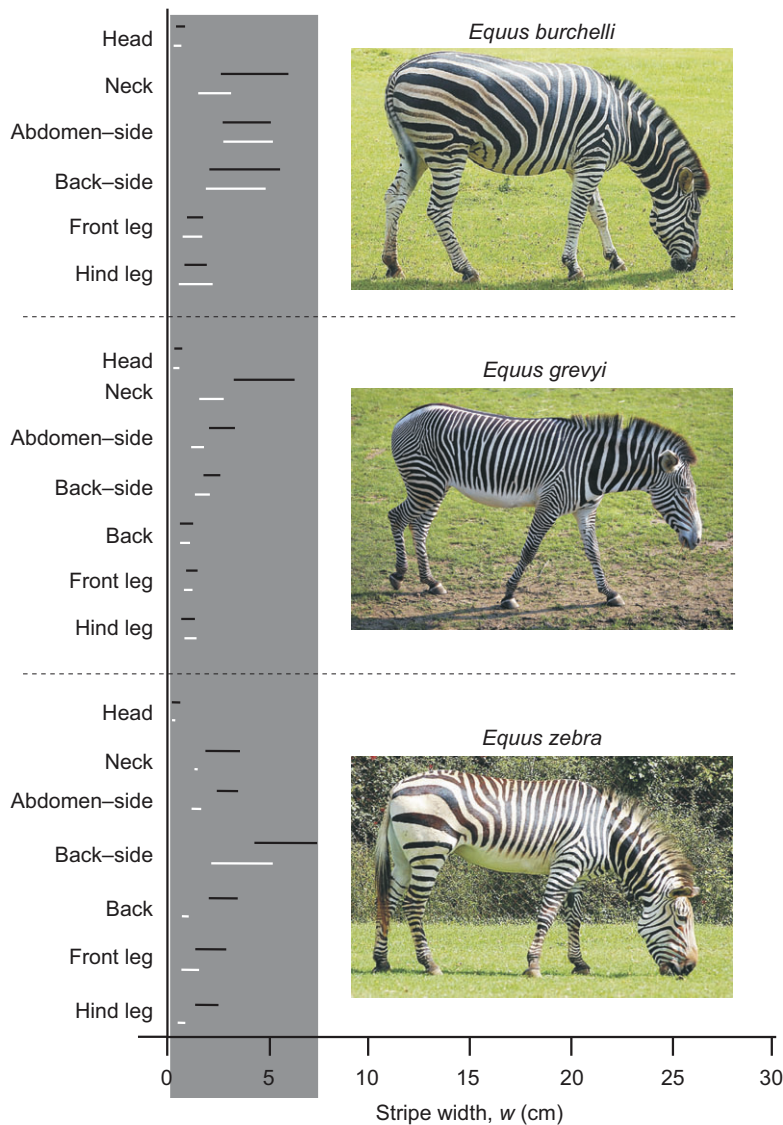 Equus burchelli
Head
Neck
Abdomen–side
Back–side
Front leg
Hind leg
Equus grevyi
Head
Neck
Abdomen–side
Back–side
Back
Front leg
Hind leg
Equus zebra
Head
Neck
Abdomen–side
Back–side
Back
Front leg
Hind leg
0 5 10 15 20 25 30
Stripe width, w (cm)